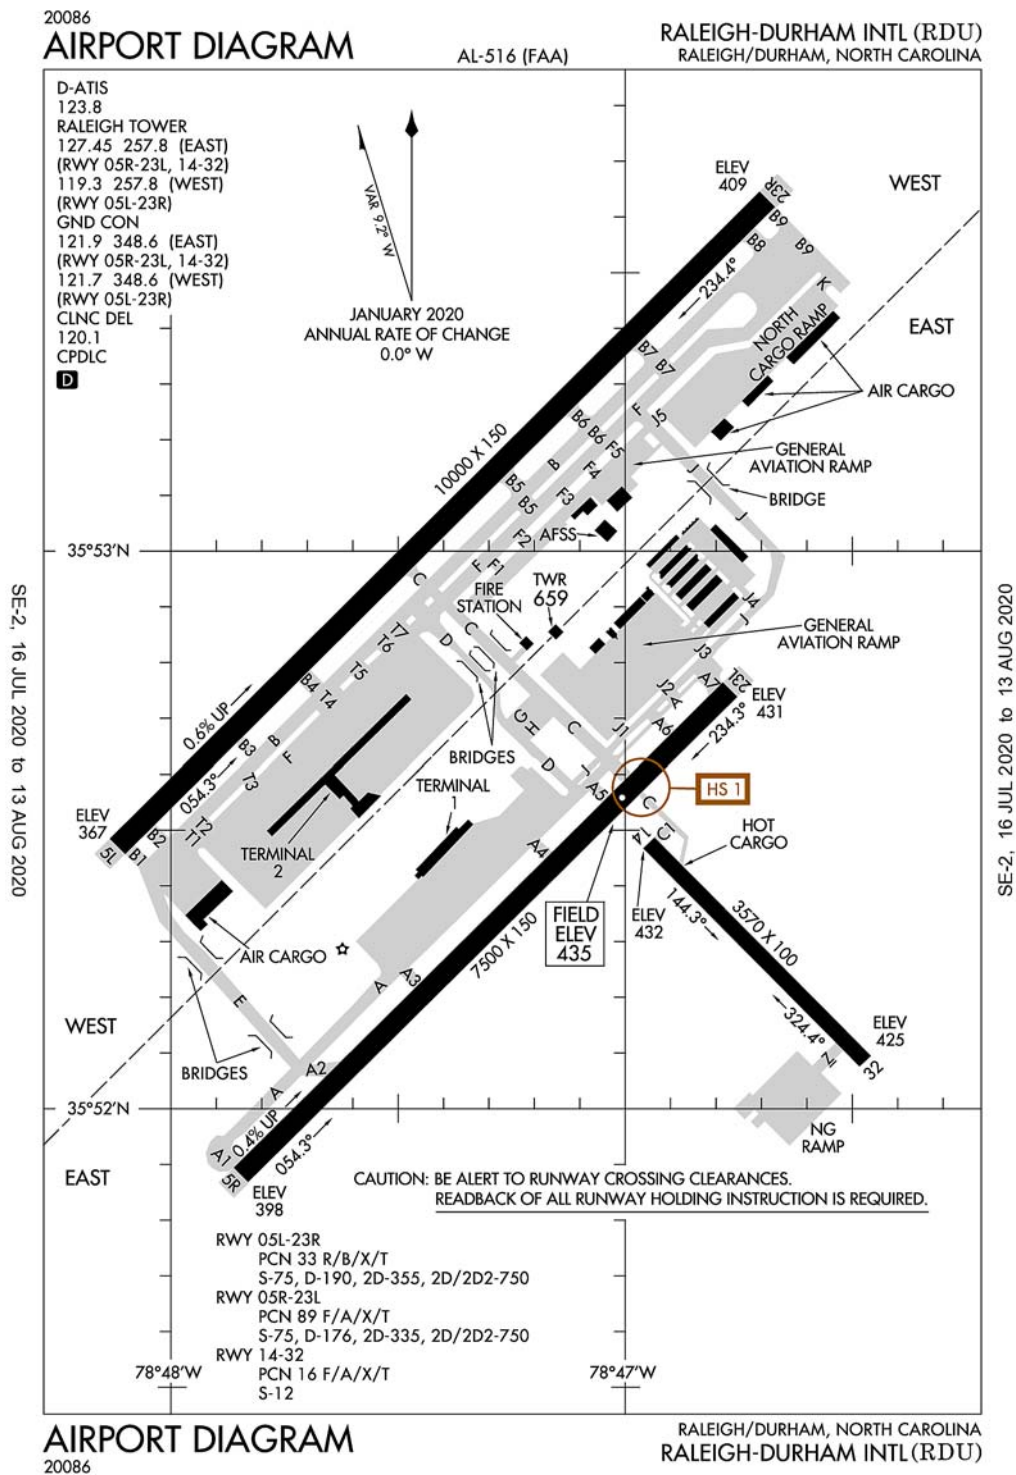 20086
AIRPORT DIAGRAM
AL-516 (FAA)
RALEIGH-DURHAM INTL (RDU)
RALEIGH/DURHAM, NORTH CAROLINA
D-ATIS
123.8
RALEIGH TOWER
127.45 257.8 (EAST)
(RWY 05R-23L, 14-32)
119.3 257.8 (WEST)
(RWY 05L-23R)
GND CON
121.9 348.6 (EAST)
(RWY 05R-23L, 14-32)
121.7 348.6 (WEST)
(RWY 05L-23R)
CLNC DEL
120.1
CPDLC
D
VAR 9.2° W
JANUARY 2020
ANNUAL RATE OF CHANGE
0.0° W
ELEV
409
23R
WEST
B9
B8
B9
234.4°
K
EAST
NORTH
CARGO RAMP
AIR CARGO
B7
B7
F
J5
B6
B6
F5
GENERAL
AVIATION RAMP
10000 X 150
B
F4
J
BRIDGE
B5
B5
F3
J
F2
AFSS
35°53'N
C
F
F1
FIRE
STATION
TWR
659
J4
J
T7
T6
C
D
GENERAL
AVIATION RAMP
J3
T5
B4
T4
A7
23L
ELEV
431
J2
A
0.6% UP
G
H
C
J1
A6
234.3°
B3
B
F
BRIDGES
D
J
T3
054.3°
TERMINAL
1
A5
HS 1
C
ELEV
367
T2
T1
B2
B1
5L
TERMINAL
2
A4
14
C1
HOT
CARGO
FIELD
ELEV
435
ELEV
432
144.3°
3570 X 100
7500 X 150
AIR CARGO
A
A3
E
WEST
324.4°
ELEV
425
32
BRIDGES
A2
Z
35°52'N
A
0.4% UP
NG
RAMP
A1
054.3°
EAST
5R
ELEV
398
CAUTION: BE ALERT TO RUNWAY CROSSING CLEARANCES.
READBACK OF ALL RUNWAY HOLDING INSTRUCTION IS REQUIRED.
RWY 05L-23R
PCN 33 R/B/X/T
S-75, D-190, 2D-355, 2D/2D2-750
RWY 05R-23L
PCN 89 F/A/X/T
S-75, D-176, 2D-335, 2D/2D2-750
RWY 14-32
PCN 16 F/A/X/T
S-12
78°48'W
78°47'W
SE-2, 16 JUL 2020 to 13 AUG 2020
SE-2, 16 JUL 2020 to 13 AUG 2020
AIRPORT DIAGRAM
20086
RALEIGH/DURHAM, NORTH CAROLINA
RALEIGH-DURHAM INTL (RDU)